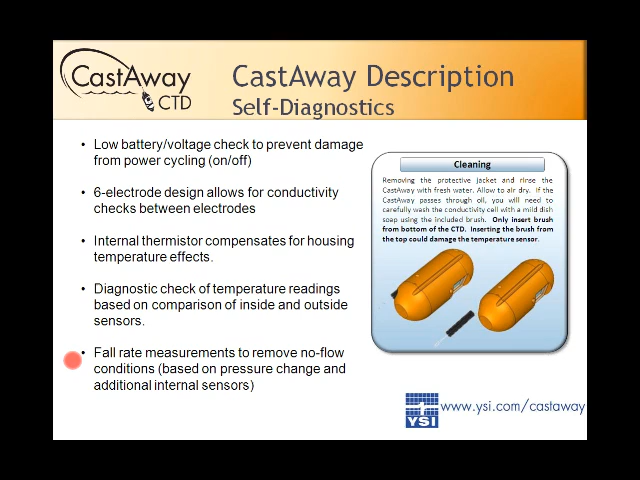 CastAway
CTD
CastAway Description
Self-Diagnostics
• Low battery/voltage check to prevent damage
from power cycling (on/off)
• 6-electrode design allows for conductivity
checks between electrodes
• Internal thermistor compensates for housing
temperature effects.
• Diagnostic check of temperature readings
based on comparison of inside and outside
sensors.
• Fall rate measurements to remove no-flow
conditions (based on pressure change and
additional internal sensors)
Cleaning
Removing the protective jacket and rinse the
CastAway with fresh water. Allow to air dry. If the
CastAway passes through oil, you will need to
carefully wash the conductivity cell with a mild dish
soap using the included brush. Only insert brush
from bottom of the CTD. Inserting the brush from
the top could damage the temperature sensor.
YSI
www.ysi.com/castaway